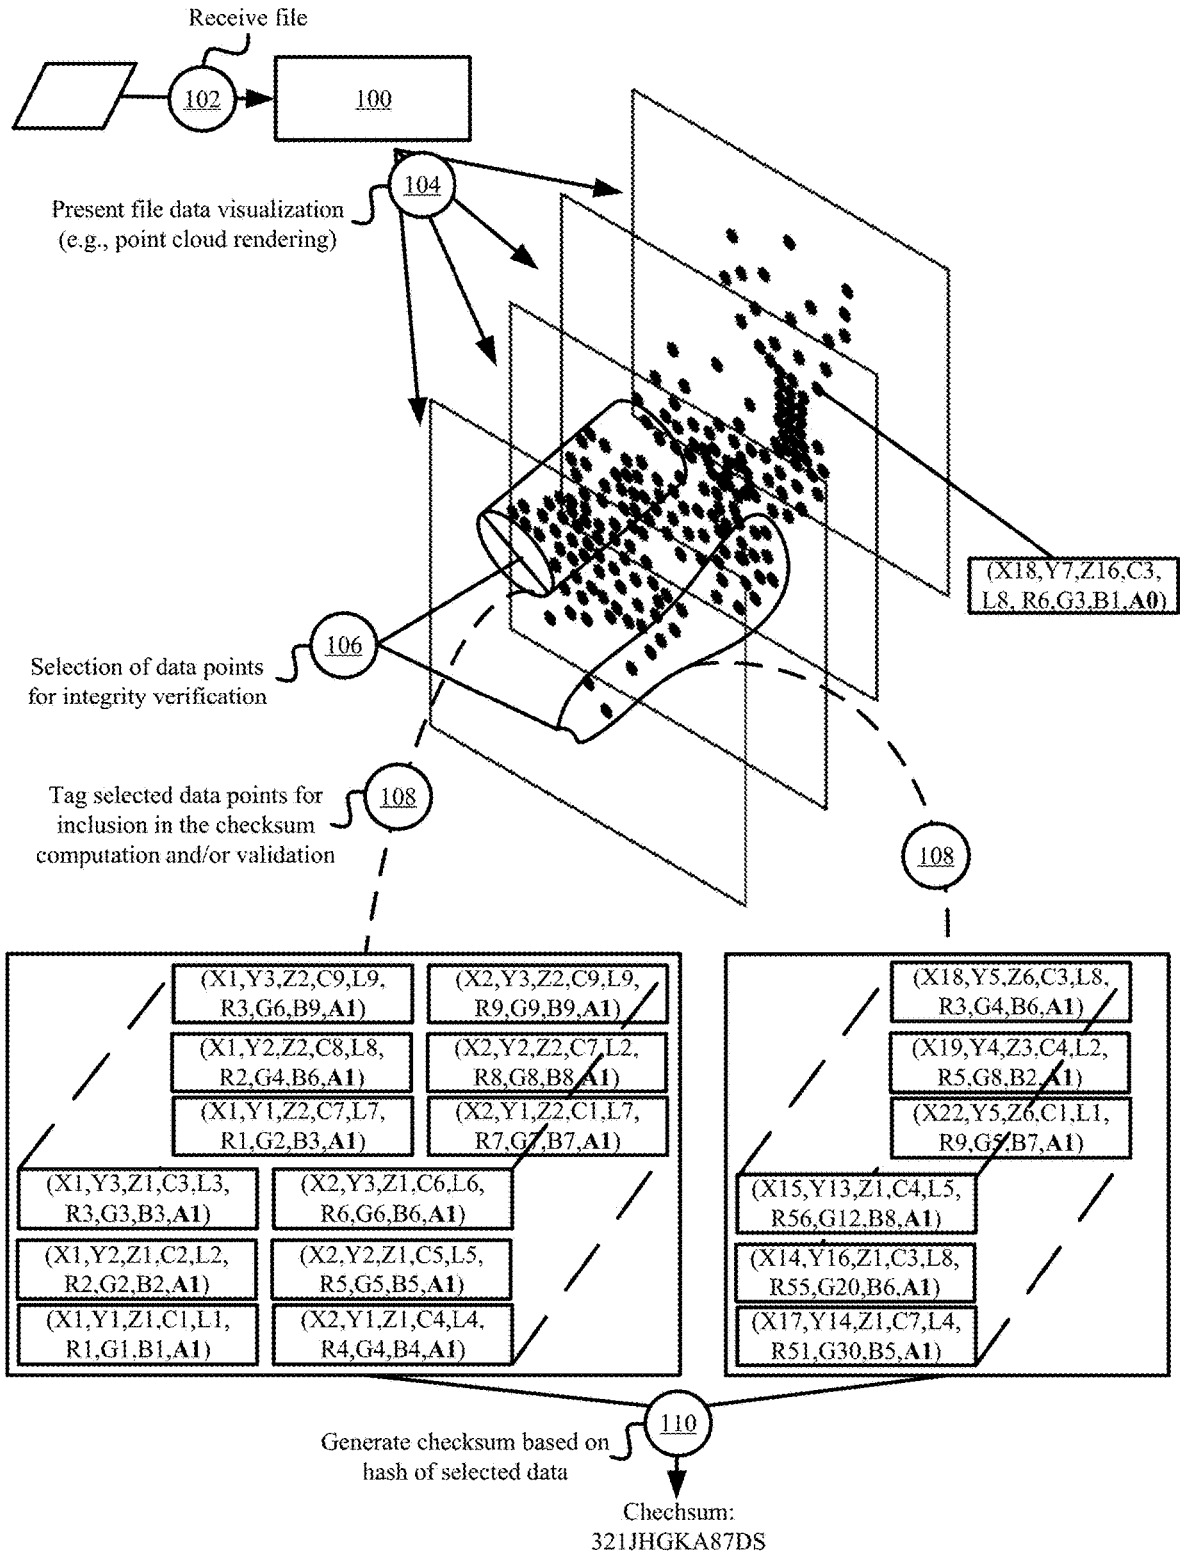 Receive file
102
100
104
Present file data visualization
(e.g., point cloud rendering)
(X18,Y7,Z16,C3,
L8, R6,G3,B1,A0)
106
Selection of data points
for integrity verification
108
Tag selected data points for
inclusion in the checksum
computation and/or validation
108
(X1,Y3,Z2,C9,L9,
R3,G6,B9,A1)
(X2,Y3,Z2,C9,L9,
R9,G9,B9,A1)
(X1,Y2,Z2,C8,L8,
R2,G4,B6,A1)
(X2,Y2,Z2,C7,L2,
R8,G8,B8,A1)
(X1,Y1,Z2,C7,L7,
R1,G2,B3,A1)
(X2,Y1,Z2,C1,L7,
R7,G7,B7,A1)
(X1,Y3,Z1,C3,L3,
R3,G3,B3,A1)
(X2,Y3,Z1,C6,L6,
R6,G6,B6,A1)
(X1,Y2,Z1,C2,L2,
R2,G2,B2,A1)
(X2,Y2,Z1,C5,L5,
R5,G5,B5,A1)
(X1,Y1,Z1,C1,L1,
R1,G1,B1,A1)
(X2,Y1,Z1,C4,L4,
R4,G4,B4,A1)
(X18,Y5,Z6,C3,L8,
R3,G4,B6,A1)
(X19,Y4,Z3,C4,L2,
R5,G8,B2,A1)
(X22,Y5,Z6,C1,L1,
R9,G5,B7,A1)
(X15,Y13,Z1,C4,L5,
R56,G12,B8,A1)
(X14,Y16,Z1,C3,L8,
R55,G20,B6,A1)
(X17,Y14,Z1,C7,L4,
R51,G30,B5,A1)
110
Generate checksum based on
hash of selected data
Chechsum:
321JHGKA87DS